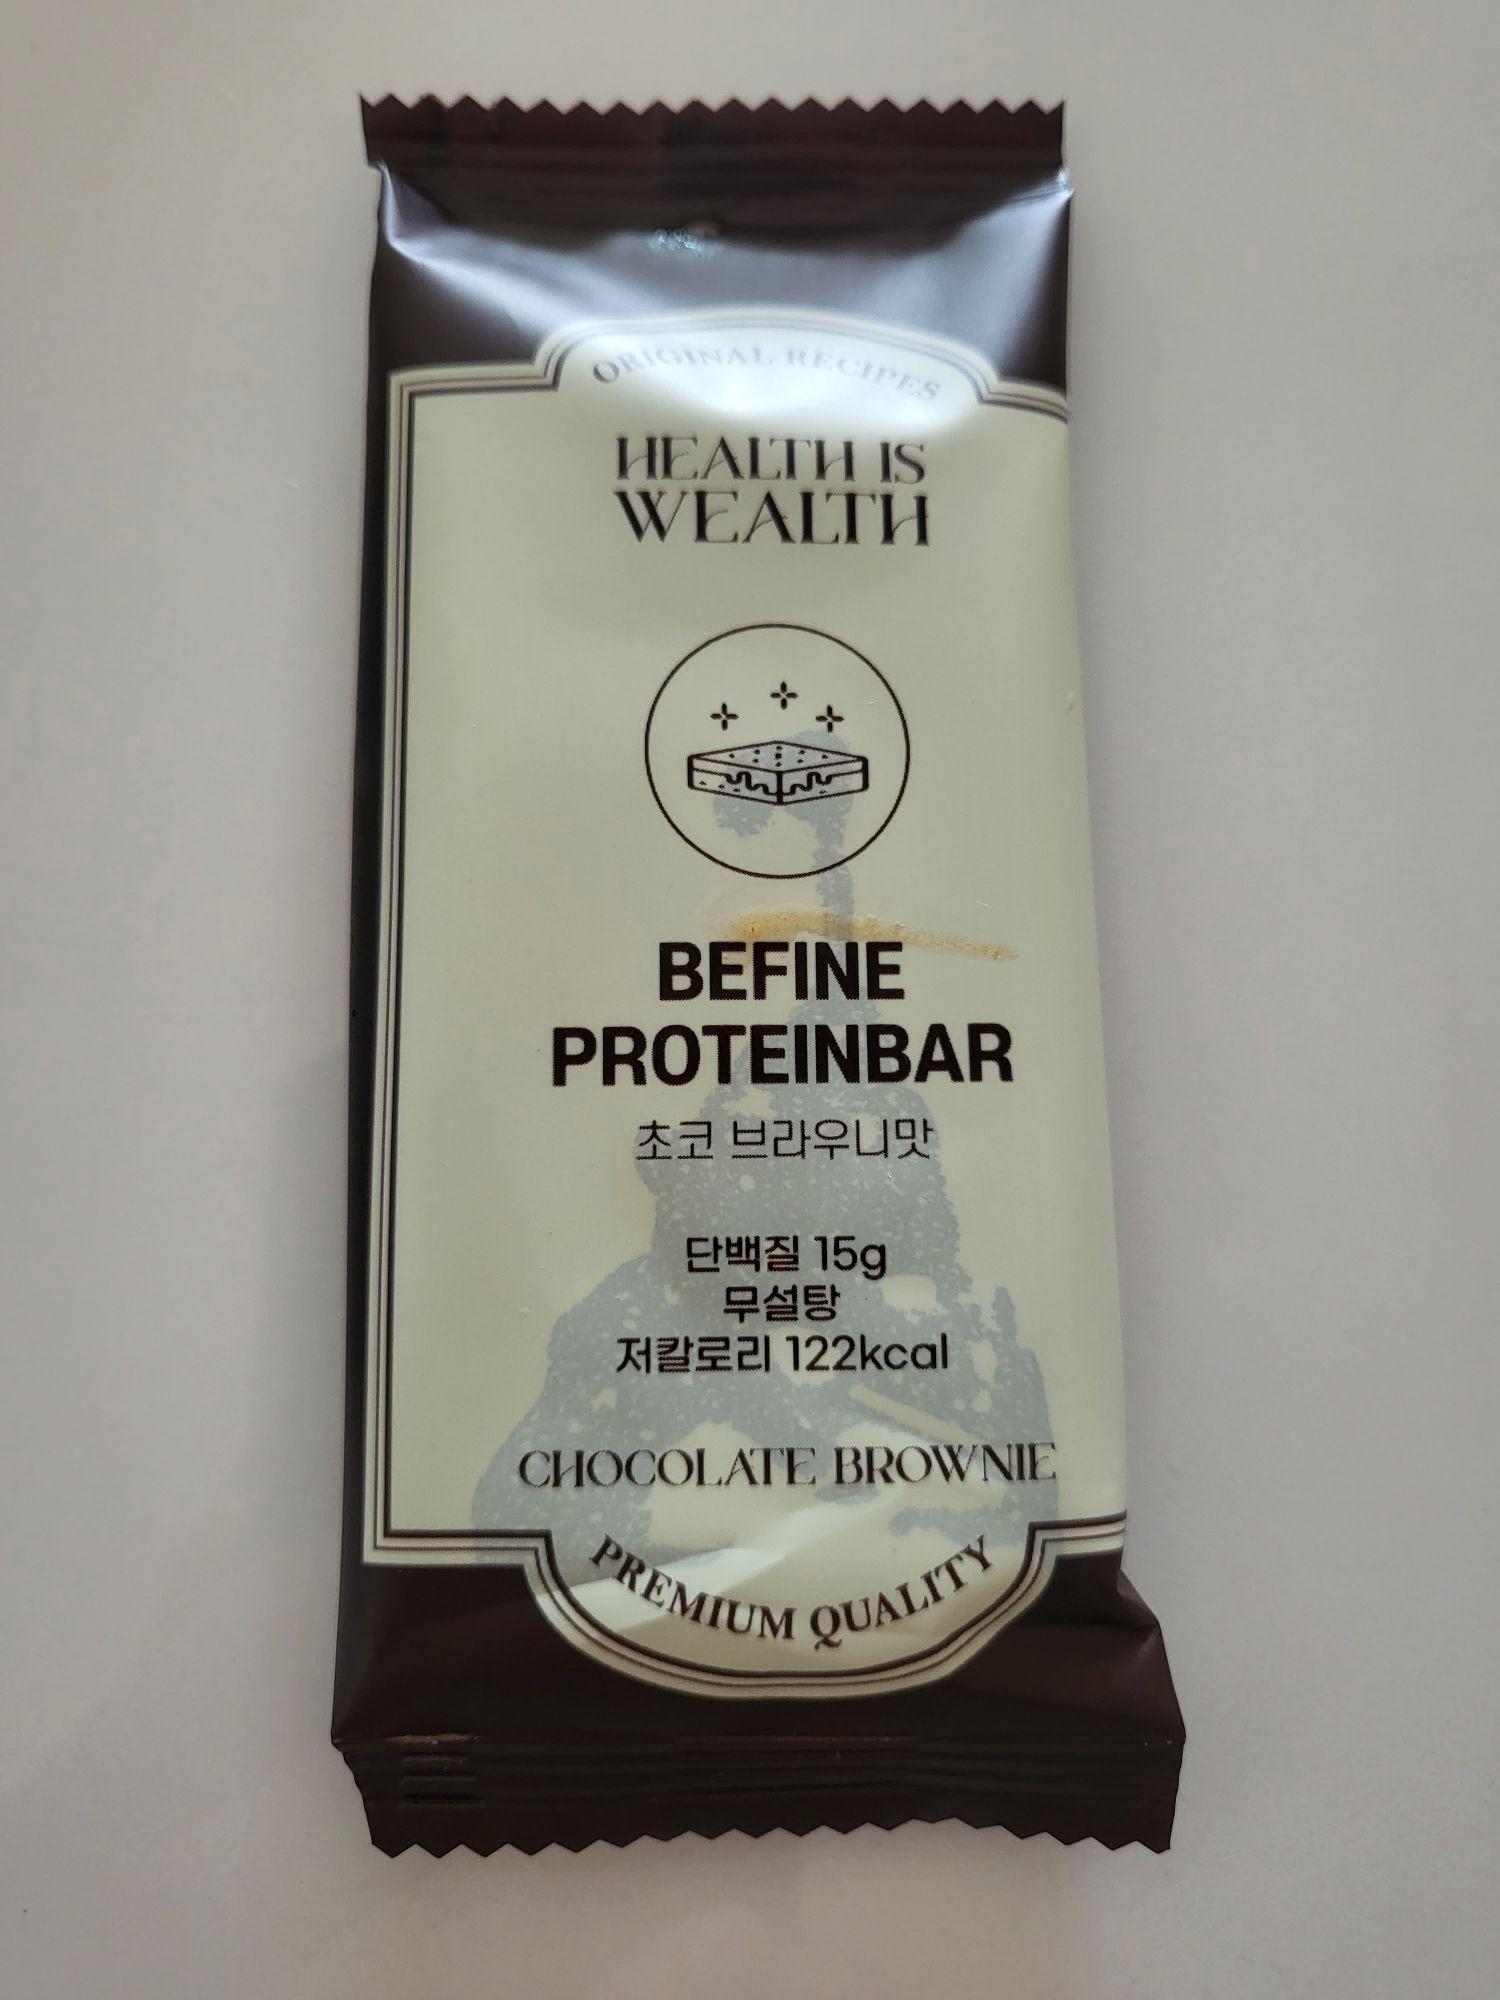 ORIGINAL RECIPES
HEALTH IS
WEALTH
BEFINE
PROTEINBAR
초코 브라우니맛
단백질 15g
무설탕
저칼로리 122kcal
CHOCOLATE BROWNIE
PREMIUM QUALITY